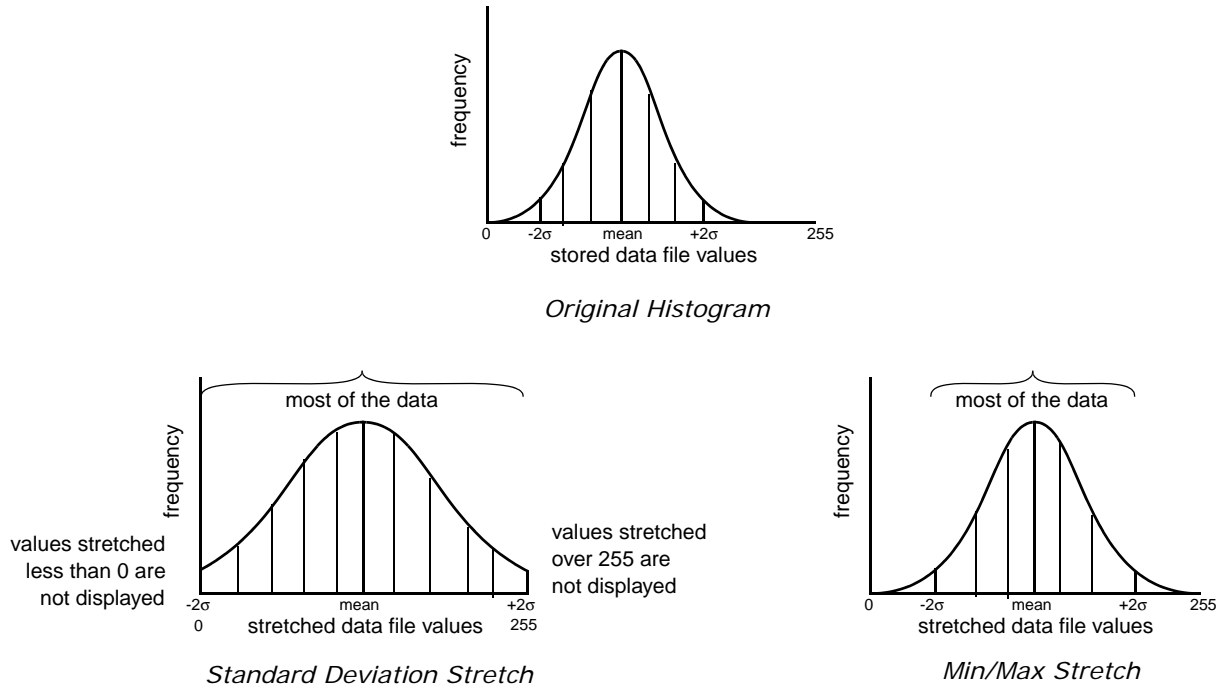 frequency
0
-2σ
mean
+2σ
255
stored data file values
Original Histogram
most of the data
frequency
values stretched
less than 0 are
not displayed
values stretched
over 255 are
not displayed
-2σ
mean
+2σ
0
stretched data file values
255
Standard Deviation Stretch
most of the data
frequency
0
-2σ
mean
+2σ
255
stretched data file values
Min/Max Stretch